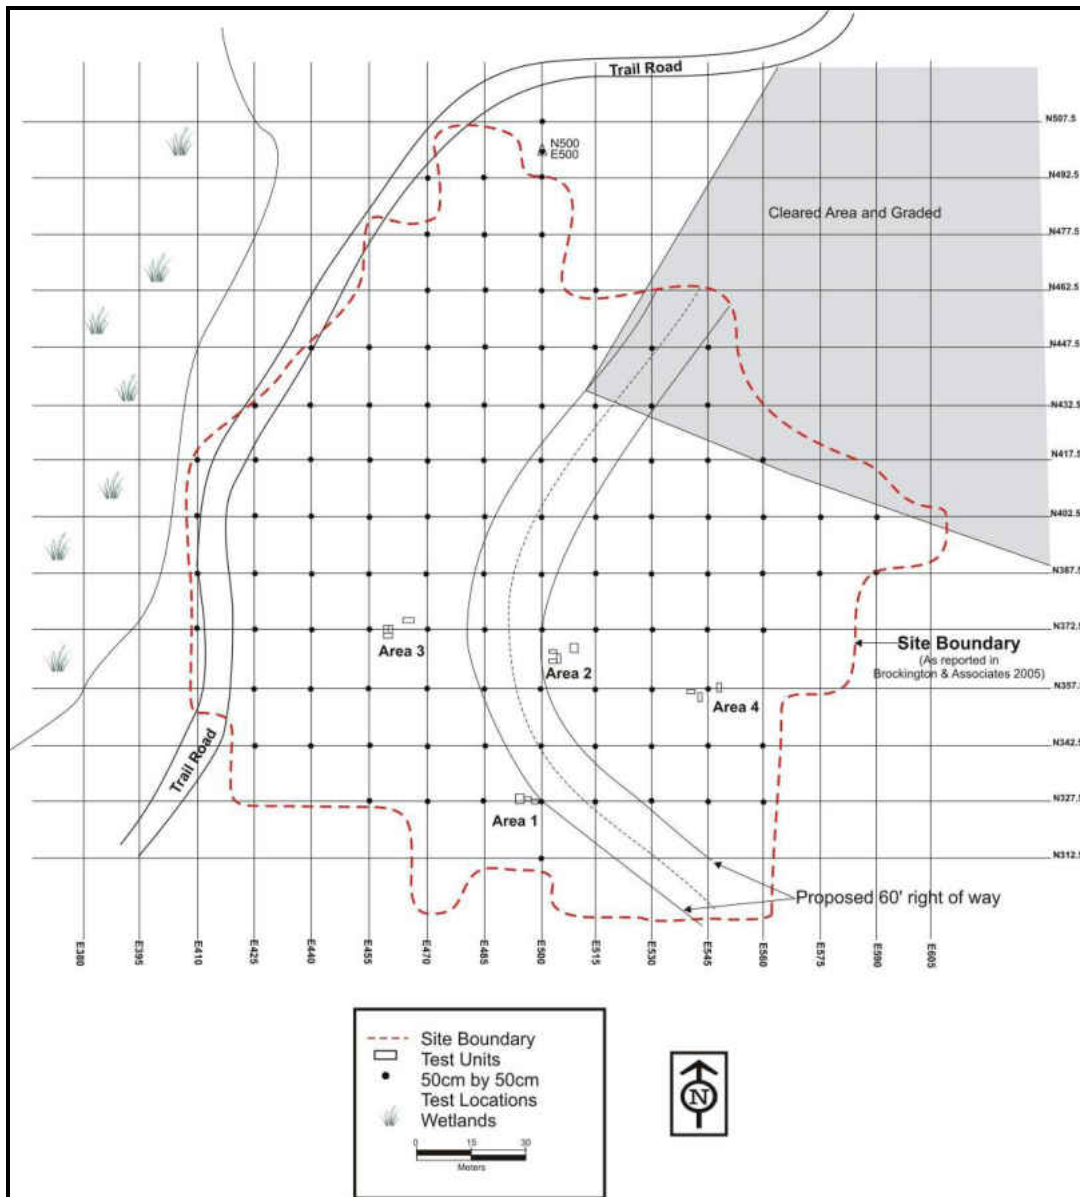 Trail Road
N507.5
N500
E500
N492.5
Cleared Area and Graded
N477.5
N462.5
N447.5
N432.5
N417.5
N402.5
N387.5
N372.5
Area 3
Area 2
Site Boundary
(As reported in
Brockington & Associates 2005)
N357.5
Area 4
Trail Road
N342.5
N327.5
Area 1
N312.5
Proposed 60' right of way
E380
E395
E410
E425
E440
E455
E470
E485
E500
E515
E530
E545
E560
E575
E590
E605
Site Boundary
Test Units
50cm by 50cm
Test Locations
Wetlands
0 15 30
Meters
N